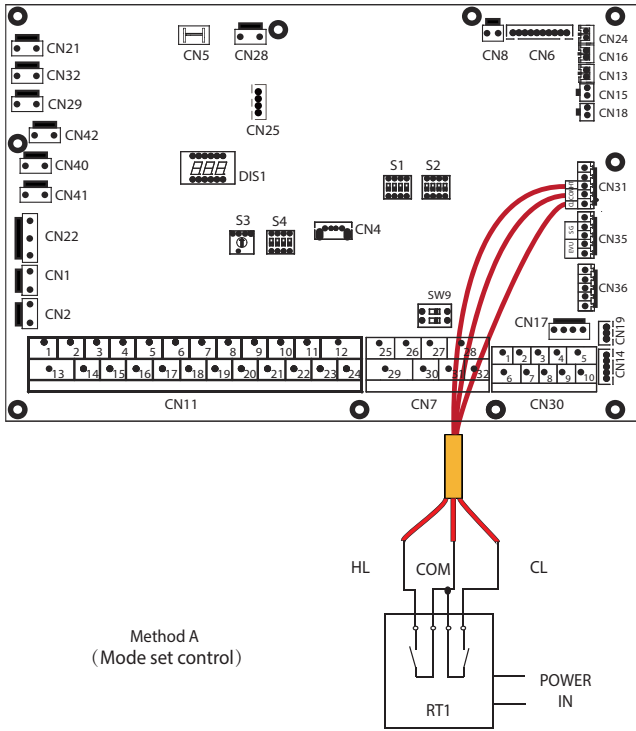 CN21
CN5
CN28
CN8
CN6
CN24
CN16
CN32
CN13
CN29
CN15
CN25
CN18
CN42
CN40
DIS1
S1
S2
CN41
CN31
COM
SG
CN35
EVU
CN22
S3
S4
CN4
CN1
CN36
SW9
CN2
CN17
CN19
1 2 3 4 5 6 7 8 9 10 11 12
25 26 27 28
1 2 3 4 5
CN14
13 14 15 16 17 18 19 20 21 22 23 24
29 30 31 32
6 7 8 9 10
CN11
CN7
CN30
HL
COM
CL
Method A
(Mode set control)
POWER
IN
RT1